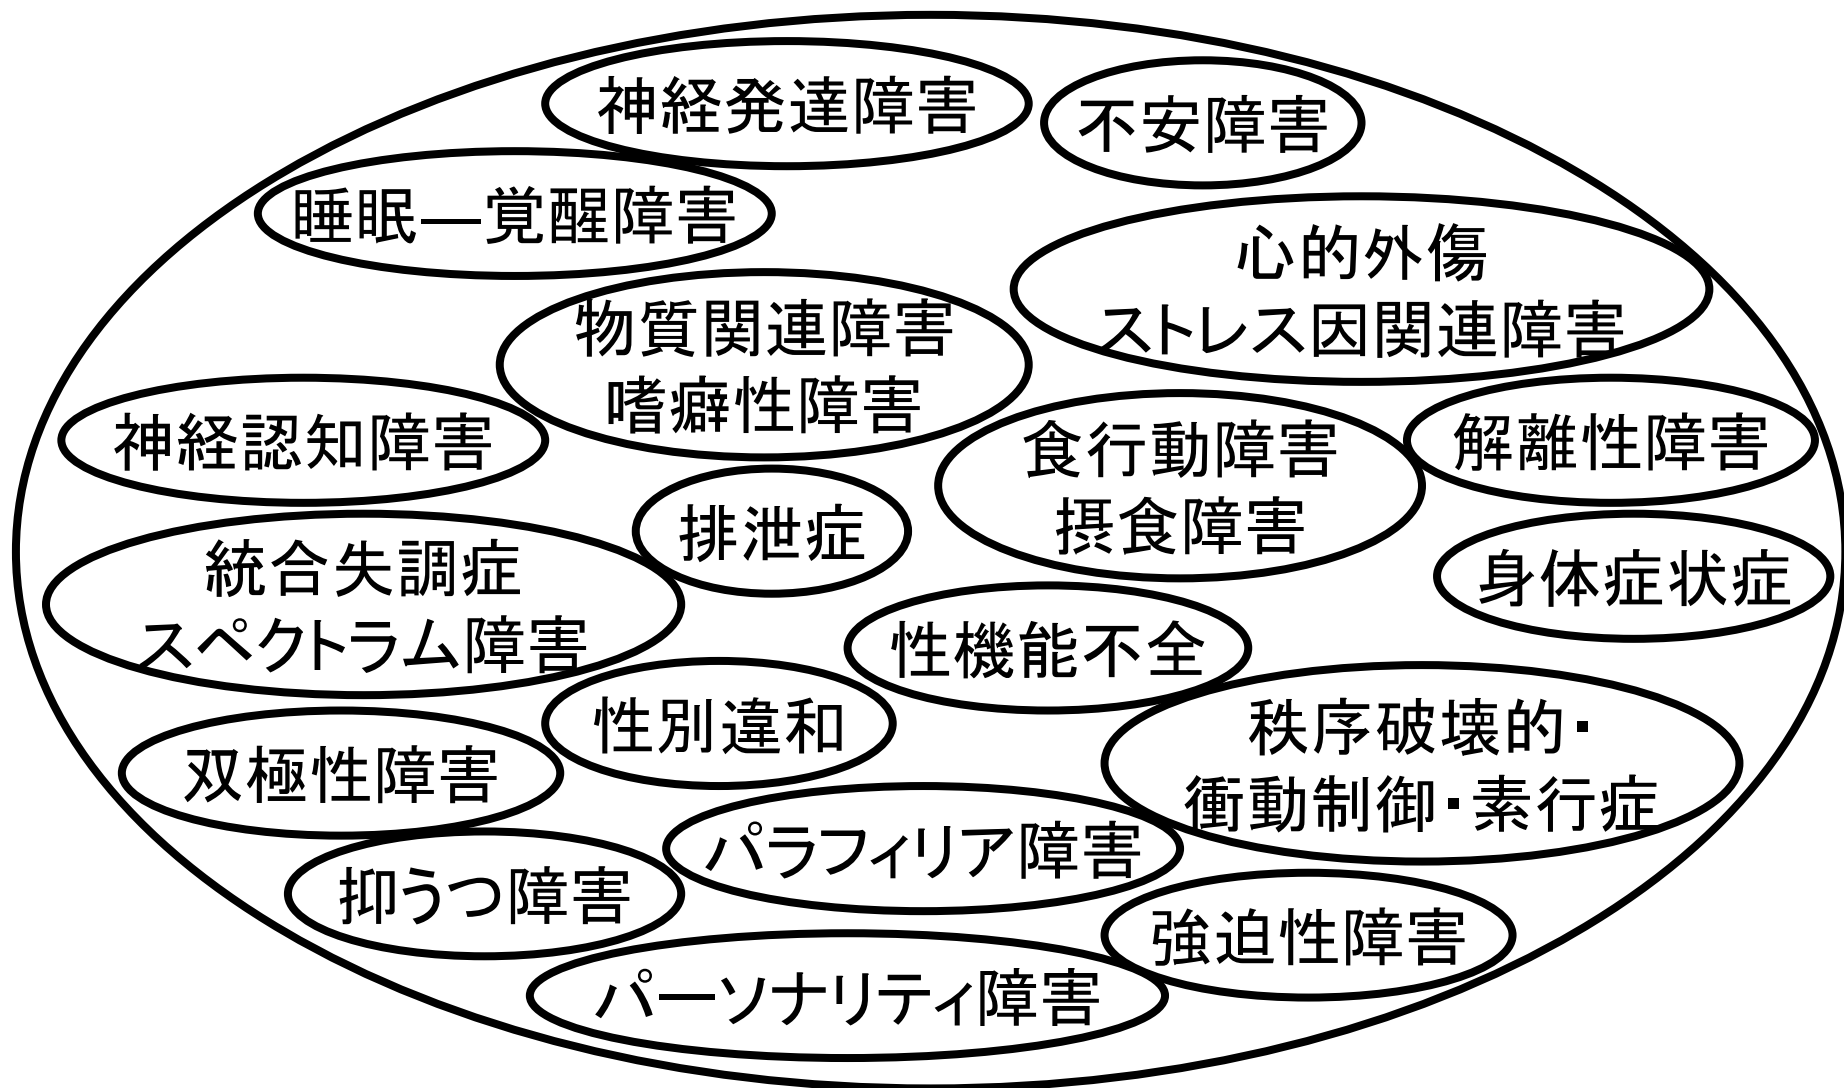 神経発達障害
不安障害
睡眠―覚醒障害
心的外傷
ストレス因関連障害
物質関連障害
嗜癖性障害
神経認知障害
食行動障害
摂食障害
解離性障害
排泄症
統合失調症
スペクトラム障害
身体症状症
性機能不全
性別違和
秩序破壊的・
衝動制御・素行症
双極性障害
パラフィリア障害
抑うつ障害
強迫性障害
パーソナリティ障害